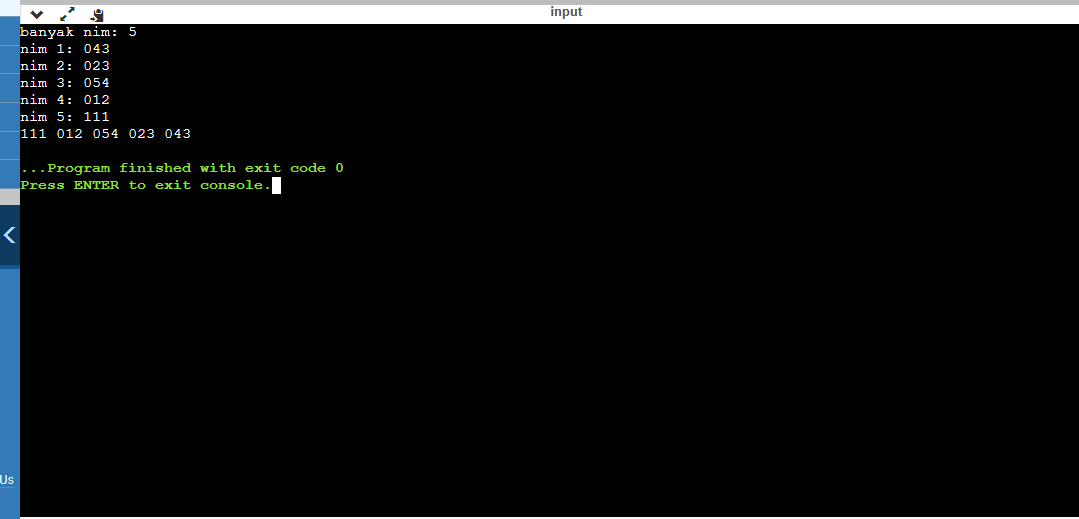 input
banyak nim: 5
nim 1: 043
nim 2: 023
nim 3: 054
nim 4: 012
nim 5: 111
111 012 054 023 043
...Program finished with exit code 0
Press ENTER to exit console.
Us